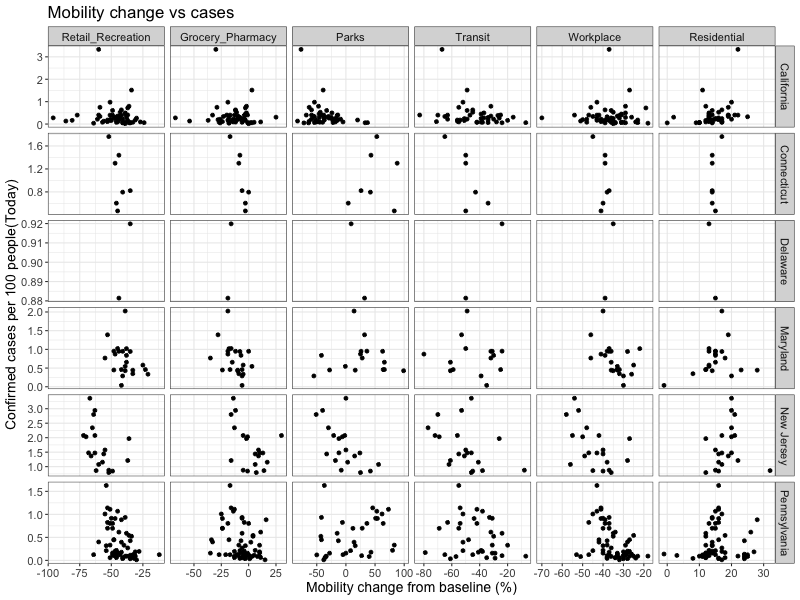 Mobility change vs cases
Retail_Recreation Grocery_Pharmacy Parks Transit Workplace Residential
3
2
1
0
California
1.6
1.2
0.8
Connecticut
0.92
0.91
0.90
0.89
0.88
Delaware
2.0
1.5
1.0
0.5
0.0
Maryland
3.0
2.5
2.0
1.5
1.0
New Jersey
1.5
1.0
0.5
0.0
Pennsylvania
Confirmed cases per 100 people(Today)
-100 -75 -50 -25 -50 -25 0 25 -50 0 50 100 -80 -60 -40 -20 -70 -60 -50 -40 -30 -20 0 10 20 30
Mobility change from baseline (%)